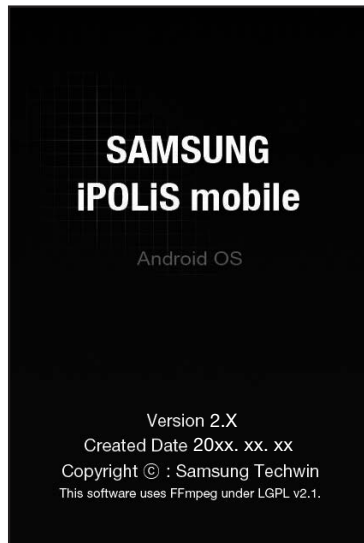 SAMSUNG
iPOLiS mobile
Android OS
Version 2.X
Created Date 20xx. xx. xx
Copyright ⓒ : Samsung Techwin
This software uses FFmpeg under LGPL v2.1.